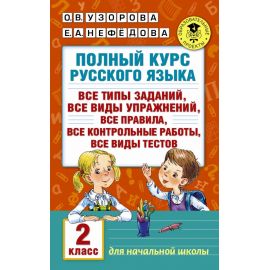 О.В. УЗОРОВА
Е.А. НЕФЁДОВА
ПОЛНЫЙ КУРС
РУССКОГО ЯЗЫКА
ВСЕ ТИПЫ ЗАДАНИЙ,
ВСЕ ВИДЫ УПРАЖНЕНИЙ,
ВСЕ ПРАВИЛА,
ВСЕ КОНТРОЛЬНЫЕ РАБОТЫ,
ВСЕ ВИДЫ ТЕСТОВ
2
класс
для начальной школы